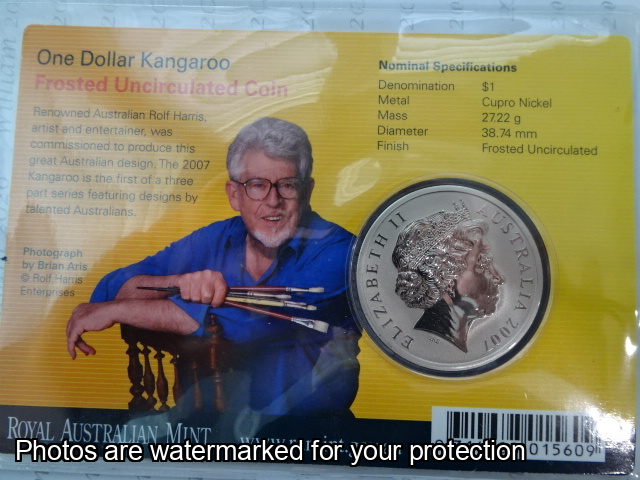 One Dollar Kangaroo
Frosted Uncirculated Coin
Renowned Australian Rolf Harris,
artist and entertainer, was
commissioned to produce this
great Australian design. The 2007
Kangaroo is the first of a three
part series featuring designs by
talented Australians.
Photograph
by Brian Aris
© Rolf Harris
Enterprises
Nominal Specifications
Denomination $1
Metal Cupro Nickel
Mass 27.22 g
Diameter 38.74 mm
Finish Frosted Uncirculated
ELIZABETH II AUSTRALIA 2007
ROYAL AUSTRALIAN MINT
015609
Photos are watermarked for your protection